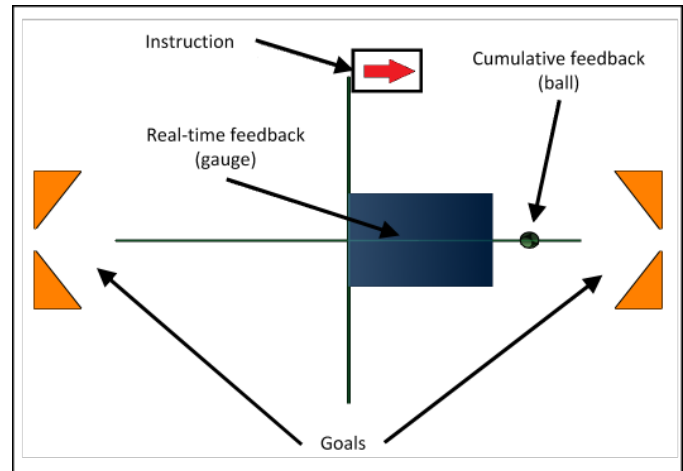 Instruction
Cumulative feedback
(ball)
Real-time feedback
(gauge)
Goals